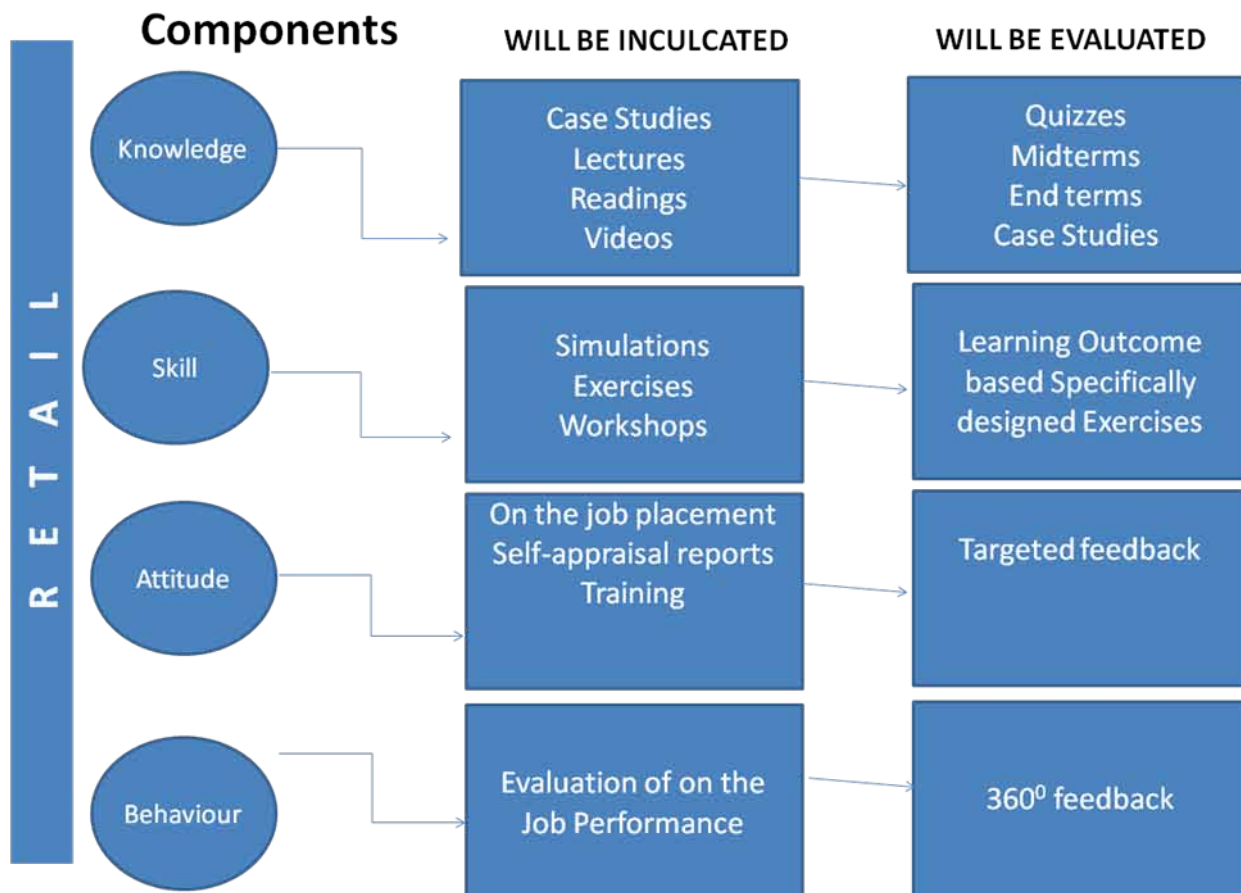 Components
WILL BE INCULCATED
WILL BE EVALUATED
RETAIL
Knowledge
Case Studies
Lectures
Readings
Videos
Quizzes
Midterms
End terms
Case Studies
Skill
Simulations
Exercises
Workshops
Learning Outcome
based Specifically
designed Exercises
Attitude
On the job placement
Self-appraisal reports
Training
Targeted feedback
Behaviour
Evaluation of on the
Job Performance
360⁰ feedback